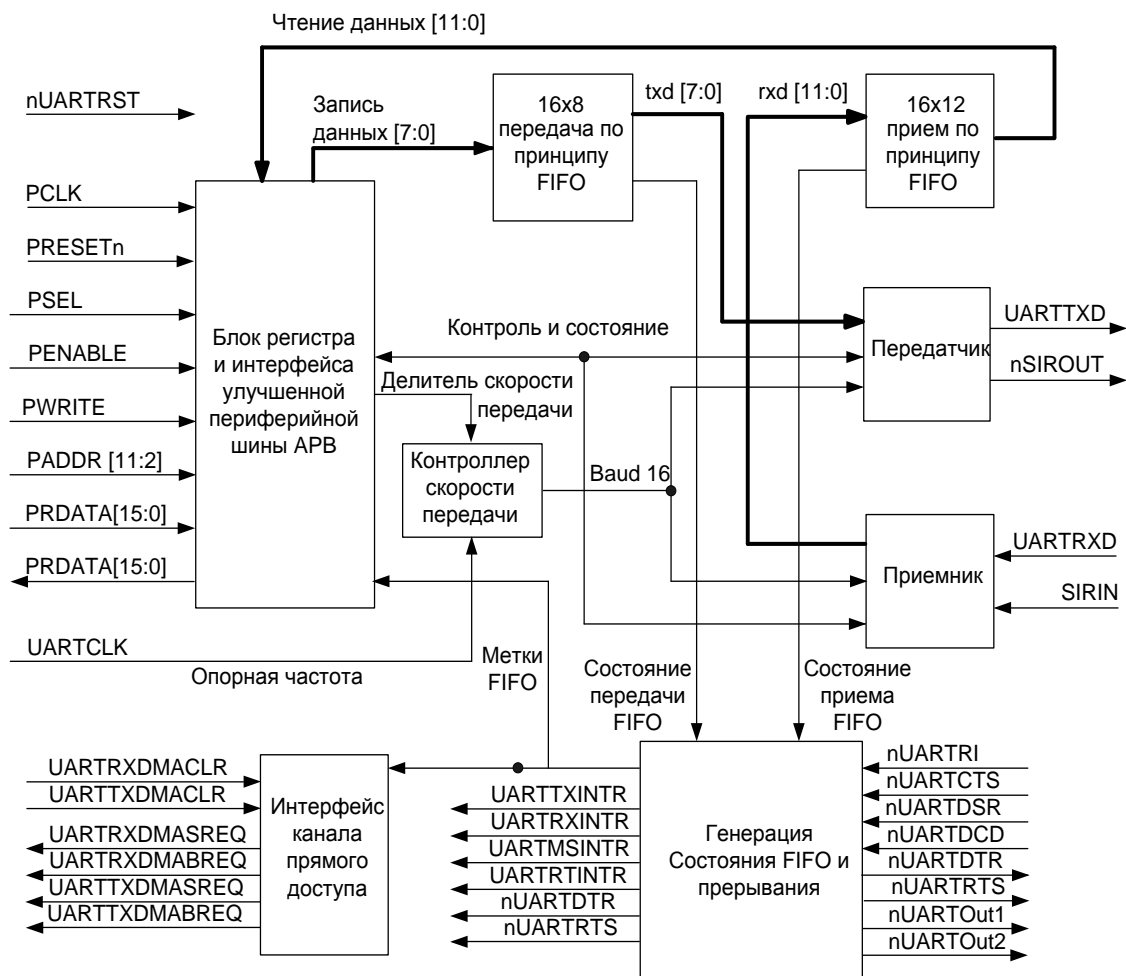 Чтение данных [11:0]
nUARTRST
Запись
данных [7:0]
16x8
передача по
принципу
FIFO
txd [7:0]
rxd [11:0]
16x12
прием по
принципу
FIFO
PCLK
PRESETn
PSEL
PENABLE
PWRITE
PADDR [11:2]
PRDATA[15:0]
PRDATA[15:0]
Блок регистра
и интерфейса
улучшенной
периферийной
шины APB
Контроль и состояние
Делитель скорости
передачи
Контроллер
скорости
передачи
Baud 16
Передатчик
UARTTXD
nSIROUT
Приемник
UARTRXD
SIRIN
UARTCLK
Опорная частота
Метки
FIFO
Состояние
передачи
FIFO
Состояние
приема
FIFO
UARTRXDMACLR
UARTTXDMACLR
UARTRXDMASREQ
UARTRXDMABREQ
UARTTXDMASREQ
UARTTXDMABREQ
Интерфейс
канала
прямого
доступа
UARTTXINTR
UARTRXINTR
UARTMSINTR
UARTRTINTR
nUARTDTR
nUARTRTS
Генерация
Состояния FIFO и
прерывания
nUARTRI
nUARTCTS
nUARTDSR
nUARTDCD
nUARTDTR
nUARTRTS
nUARTOut1
nUARTOut2